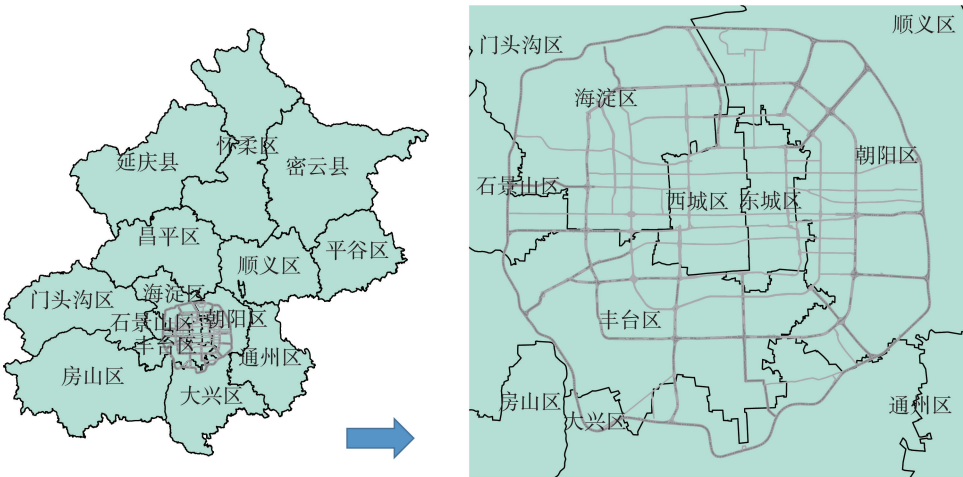 怀柔区
延庆县
密云县
昌平区
平谷区
顺义区
海淀区
门头沟区
石景山区
朝阳区
丰台区
通州区
房山区
大兴区
顺义区
门头沟区
海淀区
朝阳区
石景山区
西城区
东城区
丰台区
房山区
通州区
大兴区